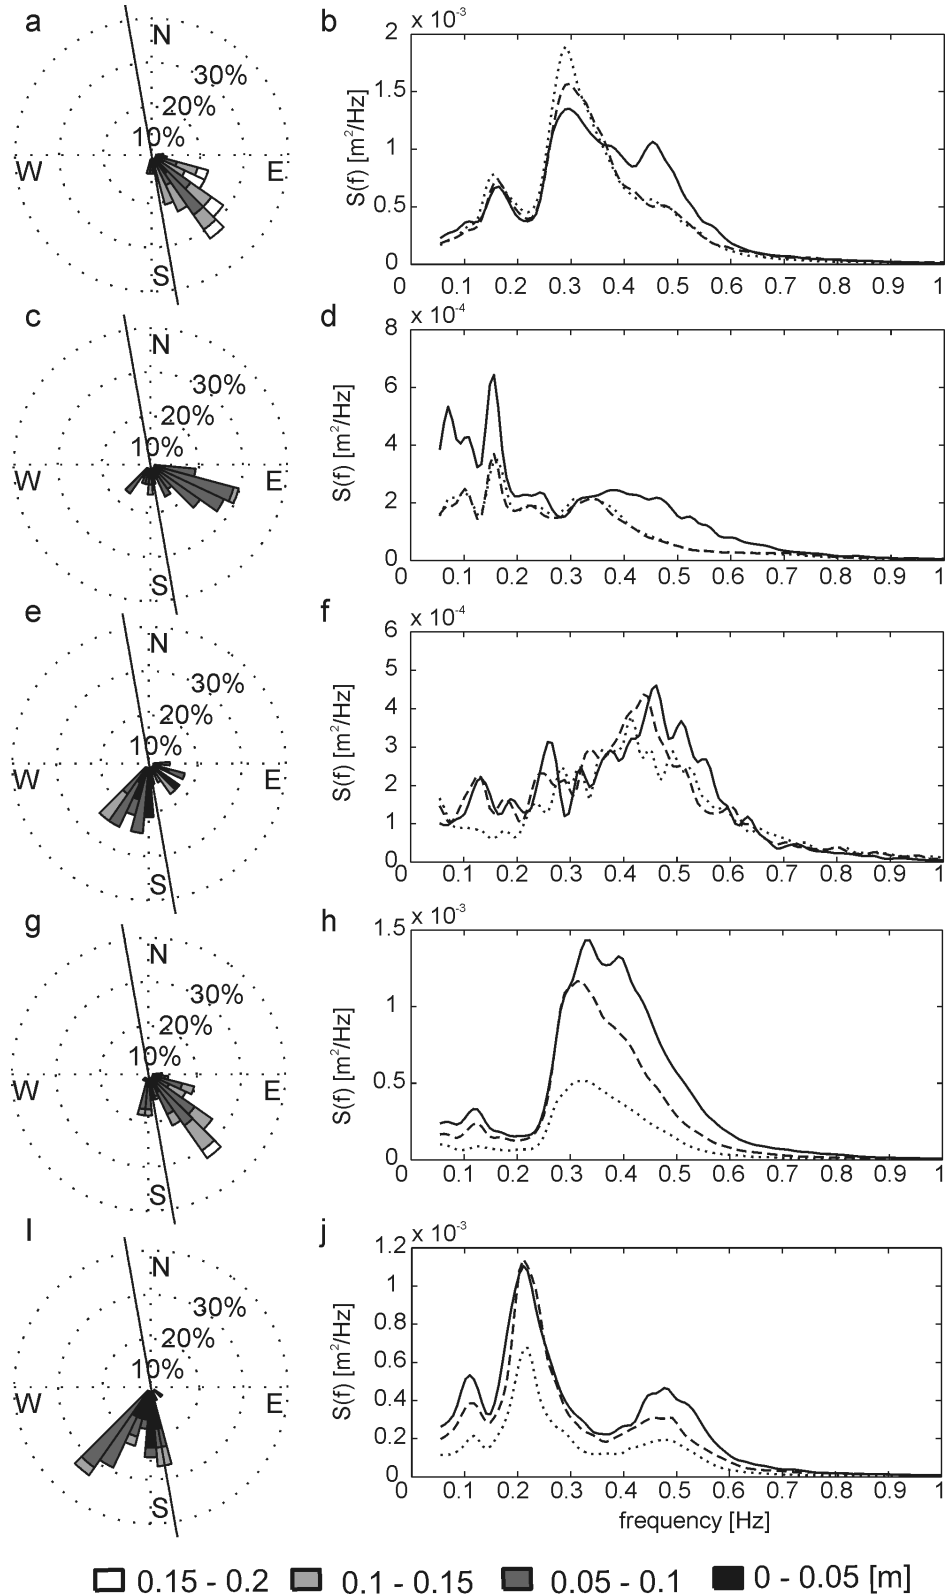 a
N
30%
20%
10%
W
E
S
b
x 10-3
2
1.5
1
0.5
0
S(f) [m2/Hz]
0 0.1 0.2 0.3 0.4 0.5 0.6 0.7 0.8 0.9 1
c
N
30%
20%
10%
W
E
S
d
x 10-4
8
6
4
2
0
S(f) [m2/Hz]
0 0.1 0.2 0.3 0.4 0.5 0.6 0.7 0.8 0.9 1
e
N
30%
20%
10%
W
E
S
f
x 10-4
6
5
4
3
2
1
0
S(f) [m2/Hz]
0 0.1 0.2 0.3 0.4 0.5 0.6 0.7 0.8 0.9 1
g
N
30%
20%
10%
W
E
S
h
x 10-3
1.5
1
0.5
0
S(f) [m2/Hz]
0 0.1 0.2 0.3 0.4 0.5 0.6 0.7 0.8 0.9 1
I
N
30%
20%
10%
W
E
S
j
x 10-3
1.2
1
0.8
0.6
0.4
0.2
0
S(f) [m2/Hz]
0 0.1 0.2 0.3 0.4 0.5 0.6 0.7 0.8 0.9 1
frequency [Hz]
0.15 - 0.2 0.1 - 0.15 0.05 - 0.1 0 - 0.05 [m]